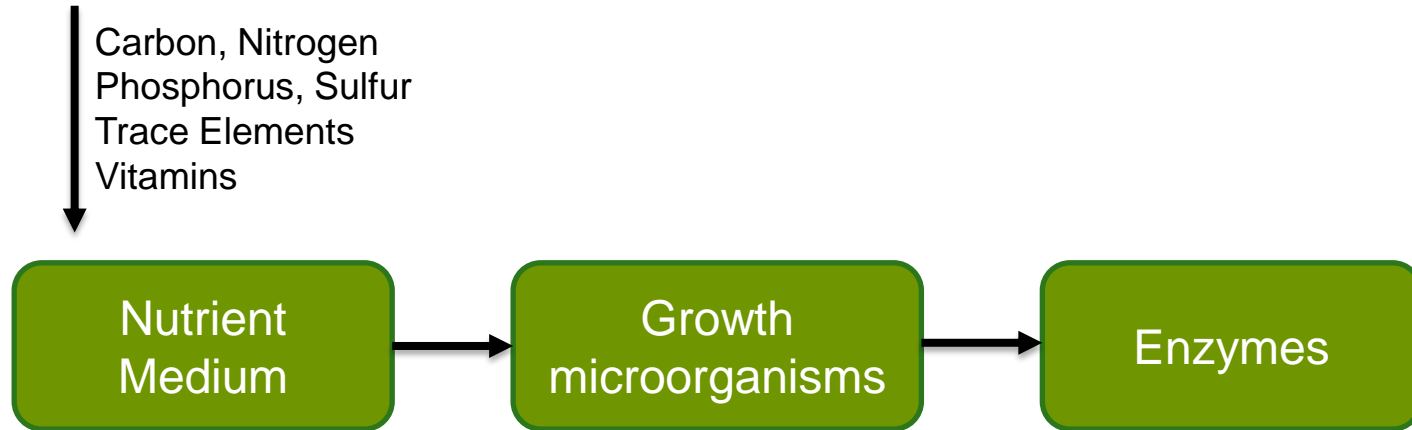 Carbon, Nitrogen
Phosphorus, Sulfur
Trace Elements
Vitamins
Nutrient
Medium
Growth
microorganisms
Enzymes